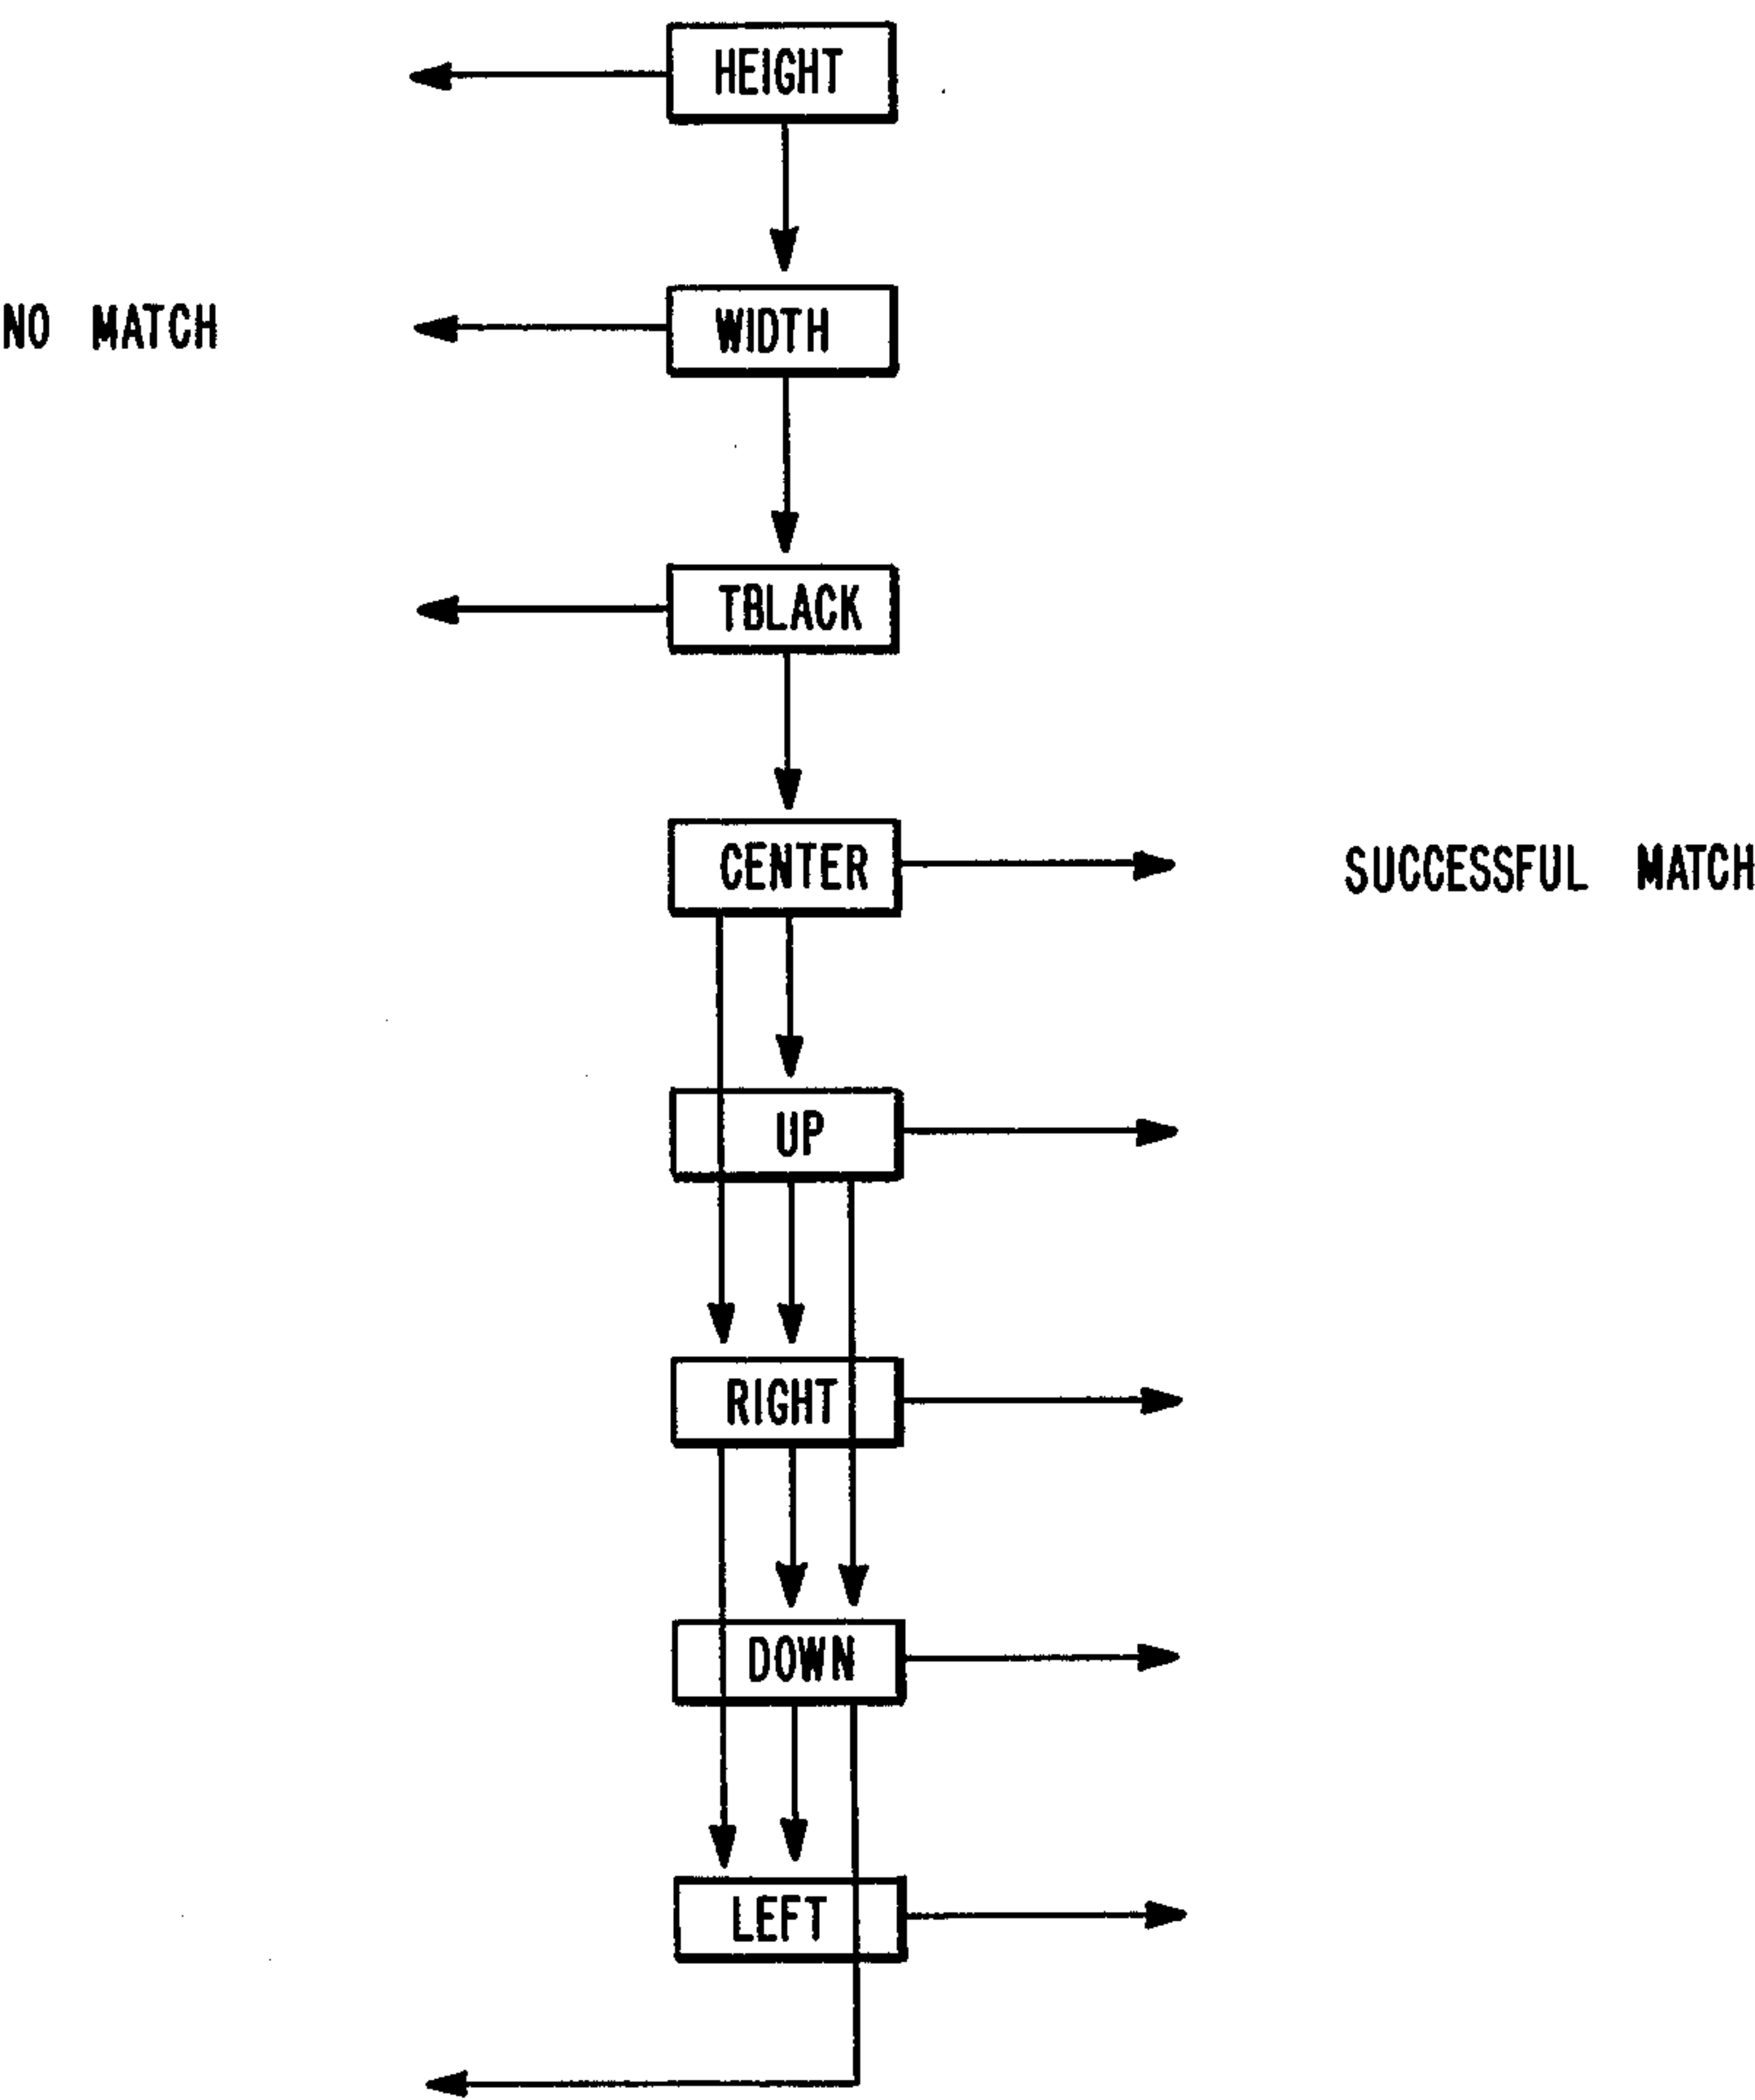 HEIGHT
NO MATCH
WIDTH
TBLACK
CENTER
SUCCESSFUL MATCH
UP
RIGHT
DOWN
LEFT